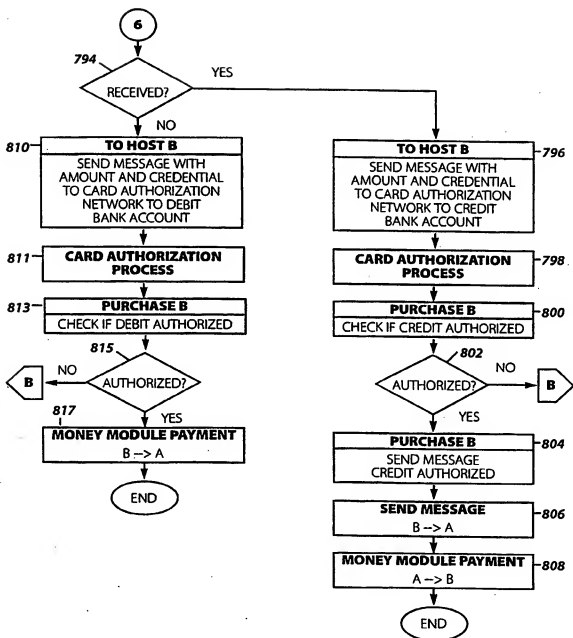 6
794
RECEIVED?
YES
NO
810
TO HOST B
SEND MESSAGE WITH
AMOUNT AND CREDENTIAL
TO CARD AUTHORIZATION
NETWORK TO DEBIT
BANK ACCOUNT
811
CARD AUTHORIZATION
PROCESS
813
PURCHASE B
CHECK IF DEBIT AUTHORIZED
815
AUTHORIZED?
NO
B
YES
817
MONEY MODULE PAYMENT
B --> A
END
TO HOST B
796
SEND MESSAGE WITH
AMOUNT AND CREDENTIAL
TO CARD AUTHORIZATION
NETWORK TO CREDIT
BANK ACCOUNT
CARD AUTHORIZATION
PROCESS
798
PURCHASE B
800
CHECK IF CREDIT AUTHORIZED
802
AUTHORIZED?
NO
B
YES
PURCHASE B
804
SEND MESSAGE
CREDIT AUTHORIZED
SEND MESSAGE
806
B --> A
MONEY MODULE PAYMENT
808
A --> B
END